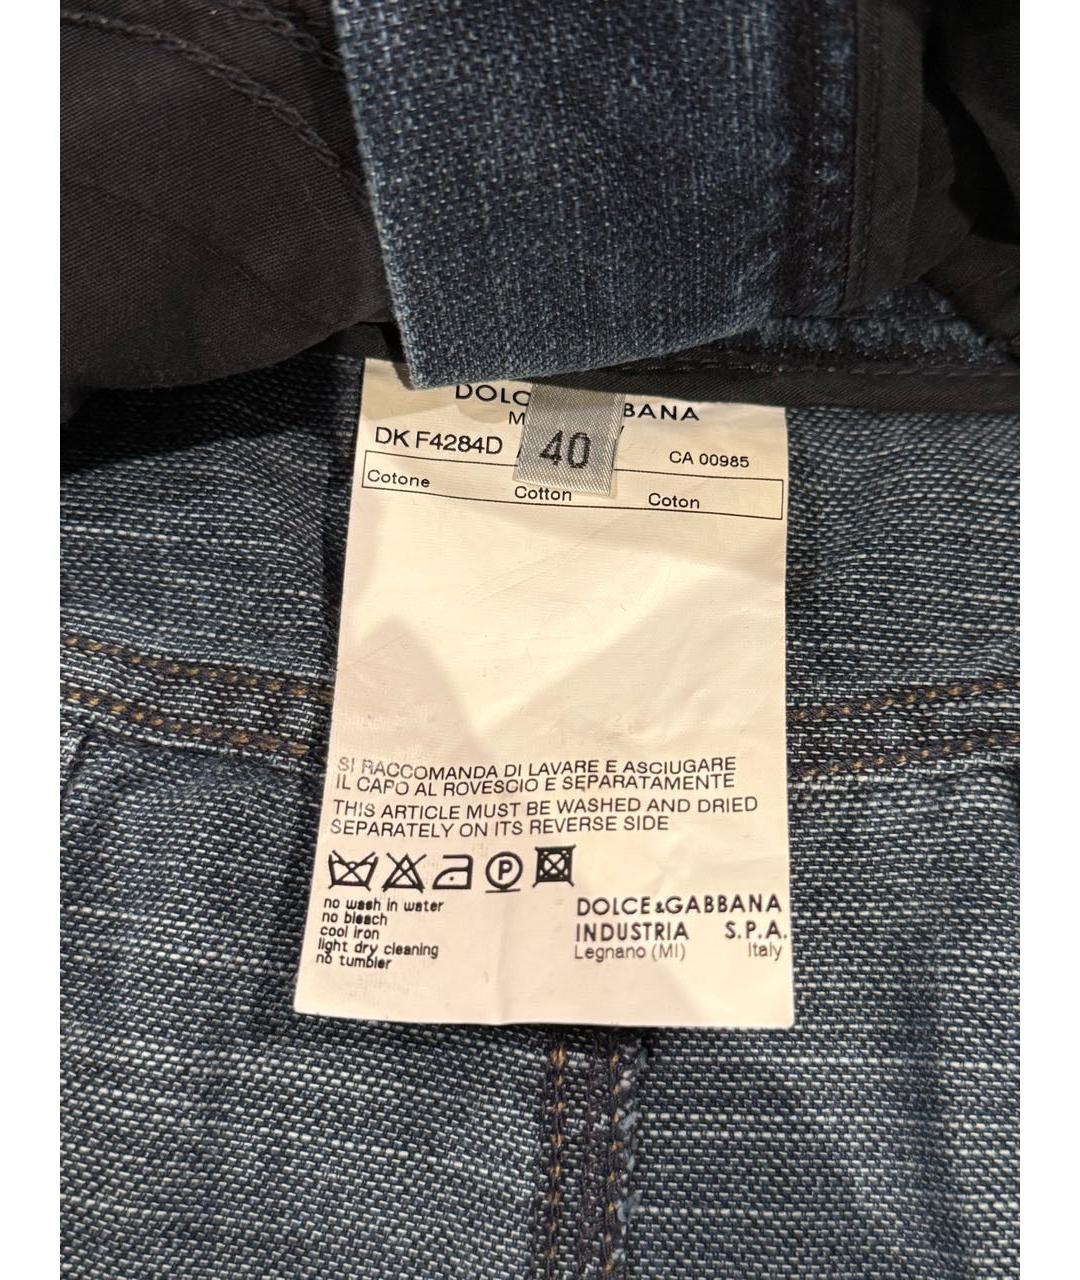 DOLC BANA
M
DK F4284D 40 CA 00985
Cotone Cotton Coton
SI RACCOMANDA DI LAVARE E ASCIUGARE
IL CAPO AL ROVESCIO E SEPARATAMENTE
THIS ARTICLE MUST BE WASHED AND DRIED
SEPARATELY ON ITS REVERSE SIDE
P
no wash in water
no bleach
cool iron
light dry cleaning
no tumbler
DOLCE&GABBANA
INDUSTRIA S.P.A.
Legnano (MI) Italy